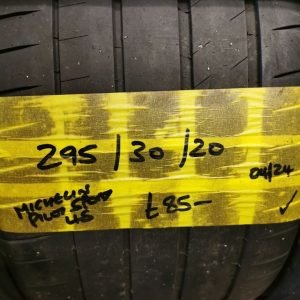 295/30/20
04/24
MICHELIN
PILOT SPORT
4S
£85-